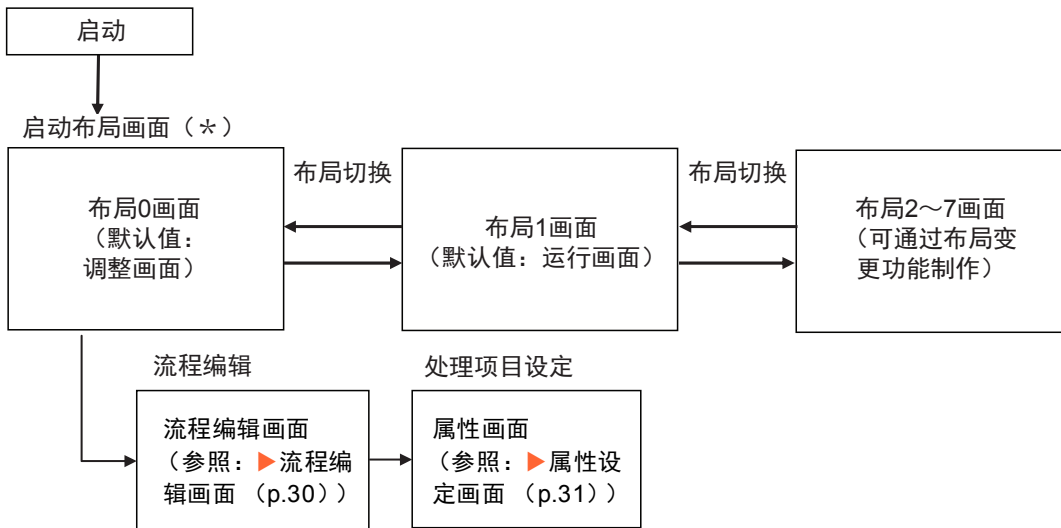 启动
启动布局画面（＊）
布局0画面
（默认值：
调整画面）
布局切换
布局1画面
（默认值：运行画面）
布局切换
布局2～7画面
（可通过布局变
更功能制作）
流程编辑
流程编辑画面
（参照：▶流程编
辑画面 （p.30））
处理项目设定
属性画面
（参照：▶属性设
定画面 （p.31））